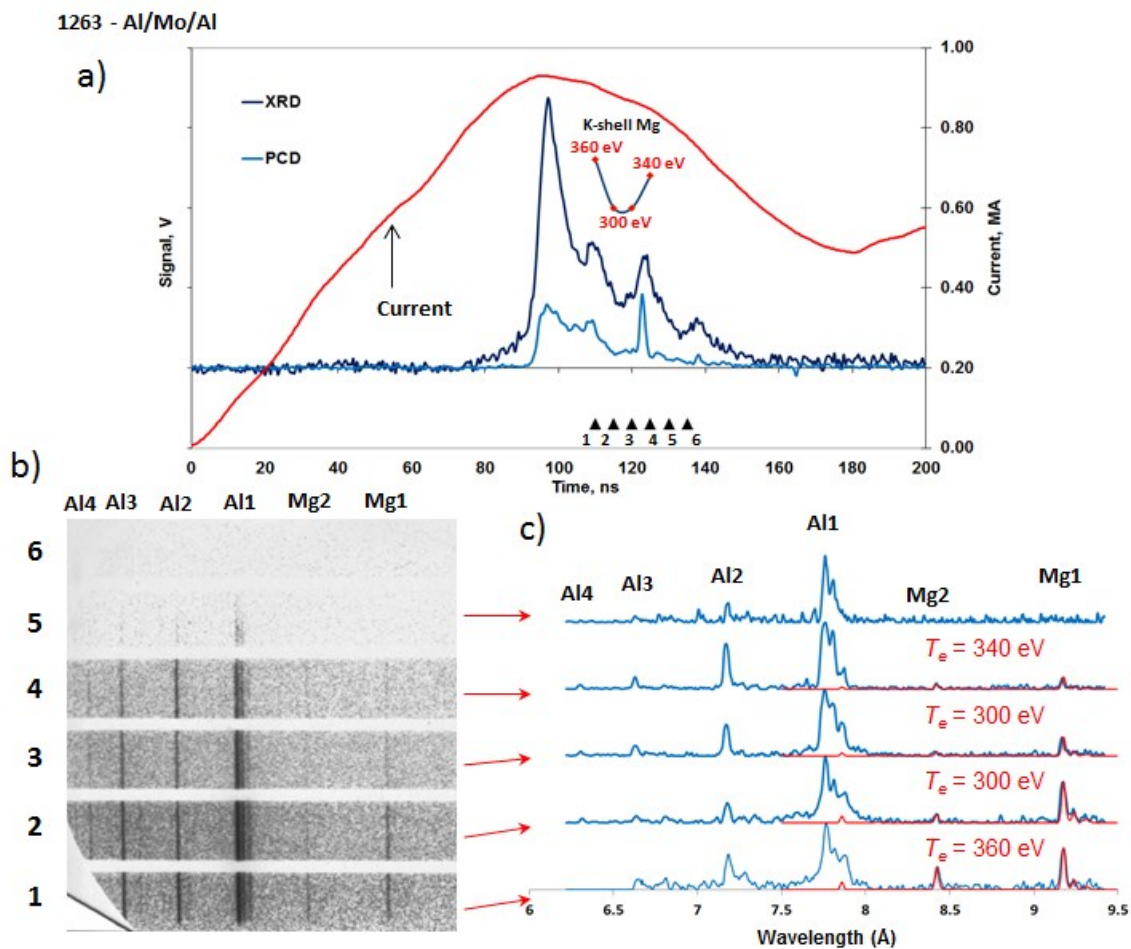 1263 - Al/Mo/Al
a)
XRD
PCD
K-shell Mg
360 eV
340 eV
300 eV
Current
Signal, V
Current, MA
1.00
0.80
0.60
0.40
0.20
0.00
1 2 3 4 5 6
0 20 40 60 80 100 120 140 160 180 200
Time, ns
b)
Al4 Al3 Al2 Al1 Mg2 Mg1
6
5
4
3
2
1
c)
Al1
Al4 Al3 Al2 Mg2 Mg1
Te = 340 eV
Te = 300 eV
Te = 300 eV
Te = 360 eV
6 6.5 7 7.5 8 8.5 9 9.5
Wavelength (Å)